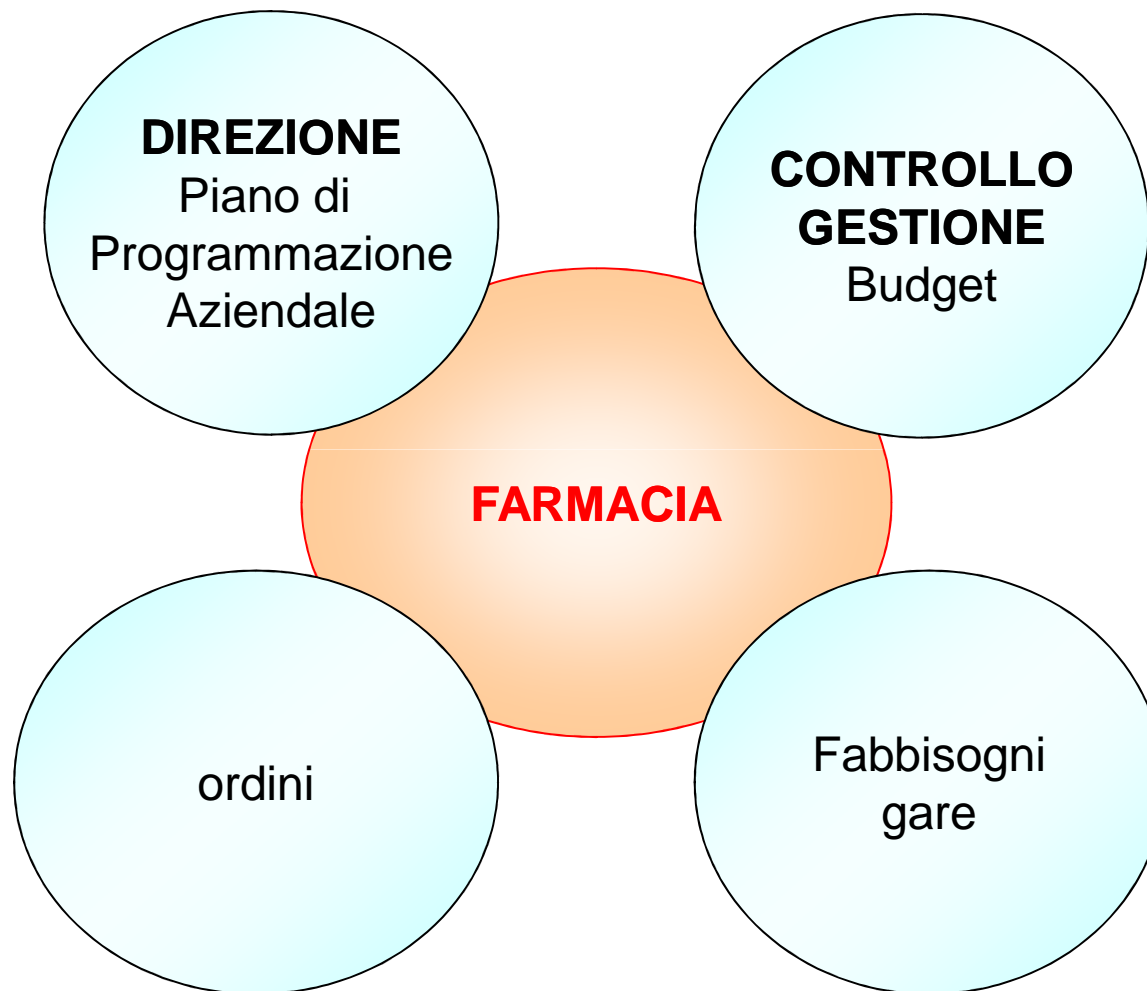 DIREZIONE
Piano di
Programmazione
Aziendale
CONTROLLO
GESTIONE
Budget
FARMACIA
ordini
Fabbisogni
gare